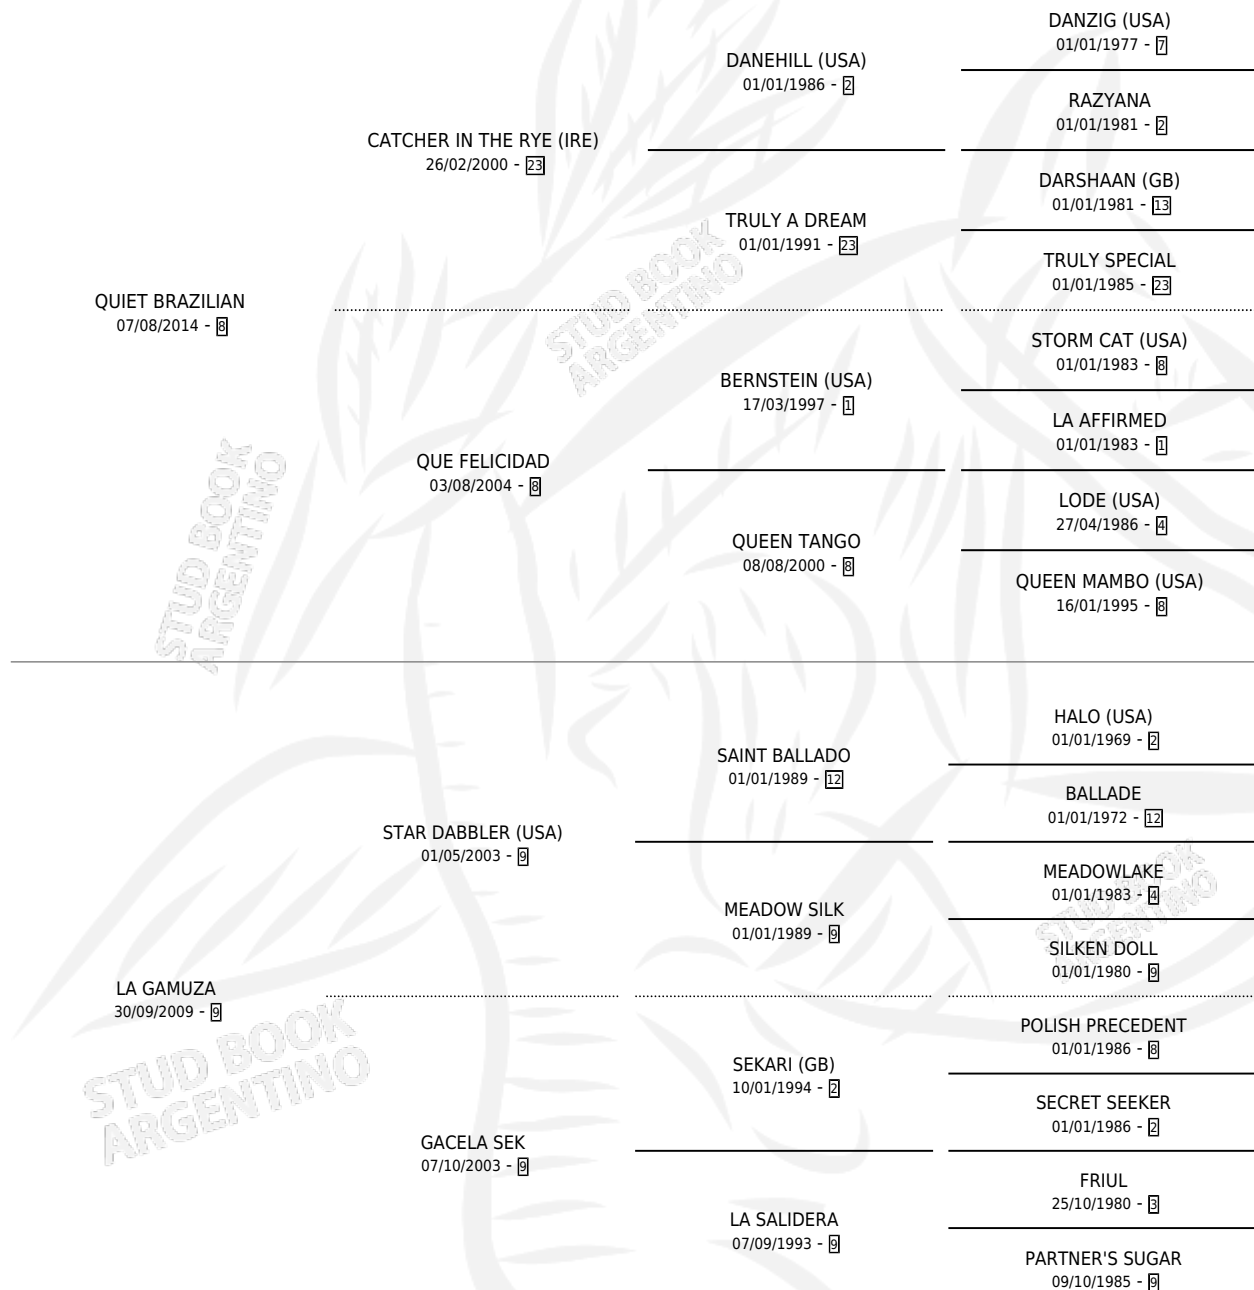 DANZIG (USA)
01/01/1977 - 7
DANEHILL (USA)
01/01/1986 - 2
RAZYANA
01/01/1981 - 2
CATCHER IN THE RYE (IRE)
26/02/2000 - 23
DARSHAAN (GB)
01/01/1981 - 13
TRULY A DREAM
01/01/1991 - 23
TRULY SPECIAL
01/01/1985 - 23
QUIET BRAZILIAN
07/08/2014 - 8
STORM CAT (USA)
01/01/1983 - 8
BERNSTEIN (USA)
17/03/1997 - 1
LA AFFIRMED
01/01/1983 - 1
QUE FELICIDAD
03/08/2004 - 8
LODE (USA)
27/04/1986 - 4
QUEEN TANGO
08/08/2000 - 8
QUEEN MAMBO (USA)
16/01/1995 - 8
HALO (USA)
01/01/1969 - 2
SAINT BALLADO
01/01/1989 - 12
BALLADE
01/01/1972 - 12
STAR DABBLER (USA)
01/05/2003 - 9
MEADOWLAKE
01/01/1983 - 4
MEADOW SILK
01/01/1989 - 9
SILKEN DOLL
01/01/1980 - 9
LA GAMUZA
30/09/2009 - 9
POLISH PRECEDENT
01/01/1986 - 8
SEKARI (GB)
10/01/1994 - 2
SECRET SEEKER
01/01/1986 - 2
GACELA SEK
07/10/2003 - 9
FRIUL
25/10/1980 - 3
LA SALIDERA
07/09/1993 - 9
PARTNER'S SUGAR
09/10/1985 - 9
STUD BOOK
ARGENTINO
STUD BOOK
ARGENTINO
STUD BOOK
ARGENTINO
STUD BOOK
ARGENTINO